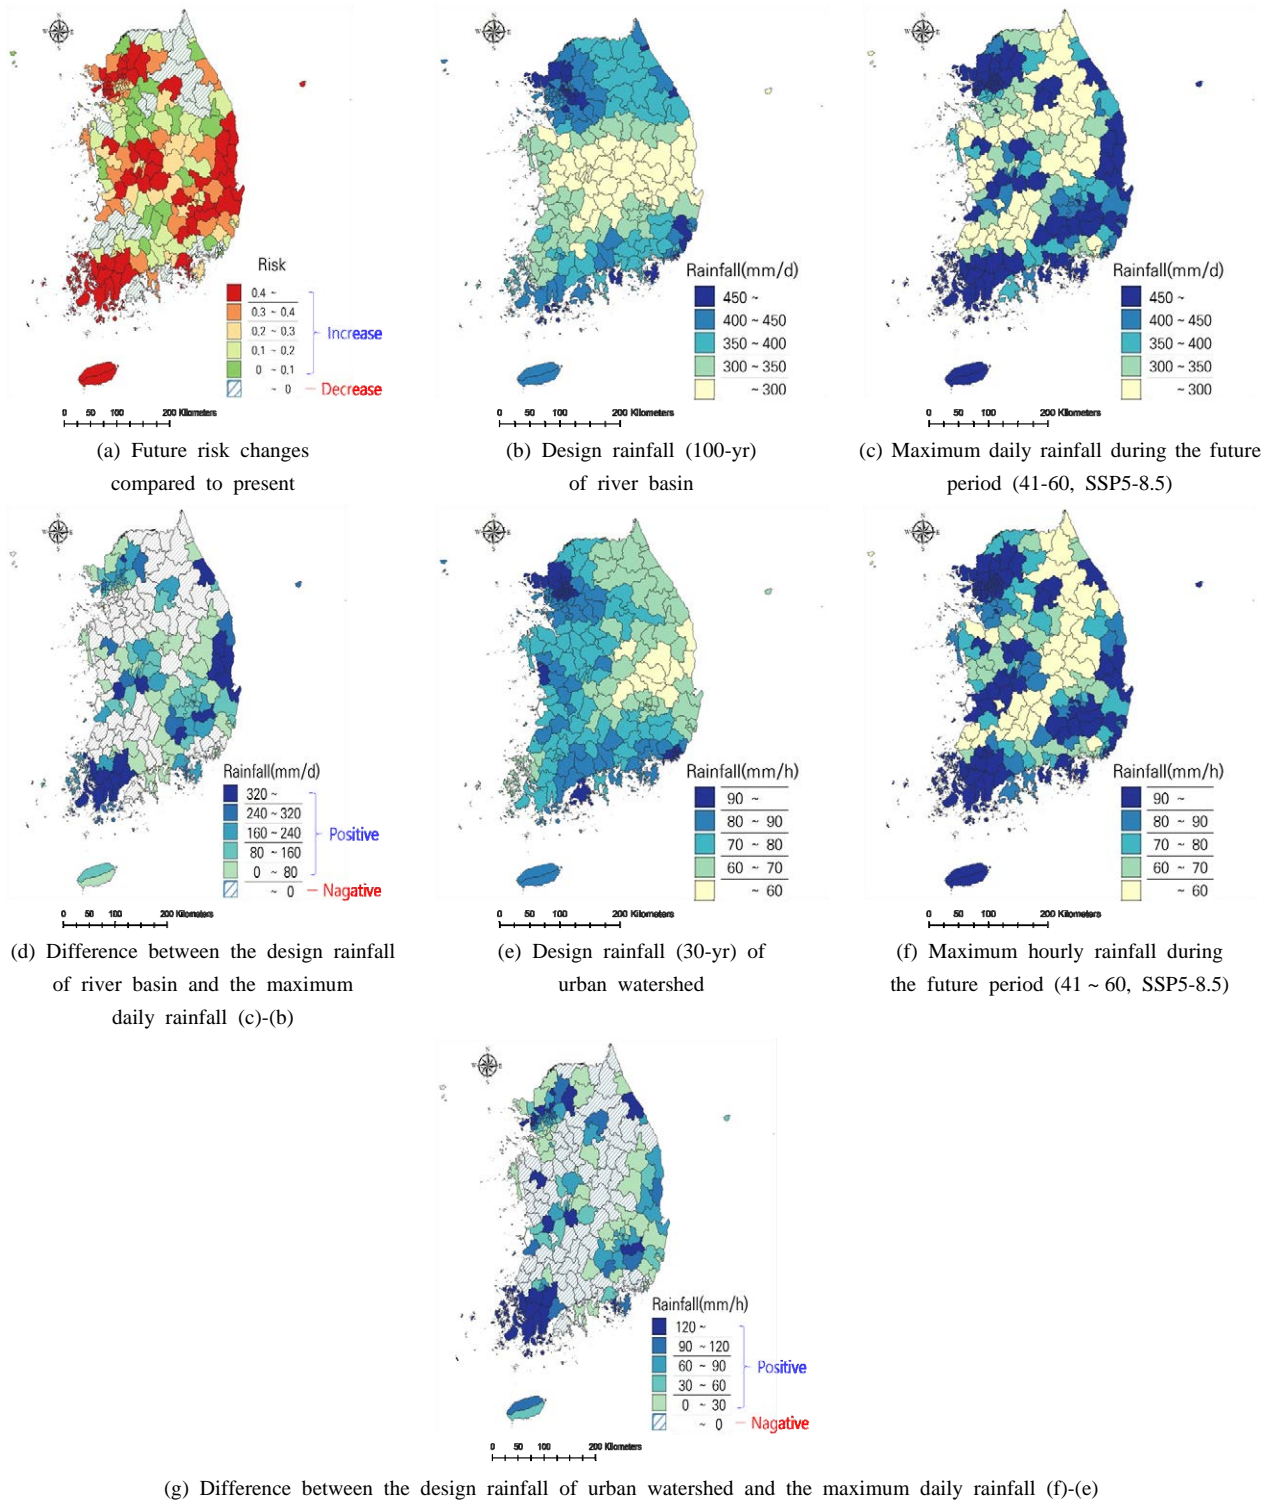 N
W
E
S
Risk
0.4 ~
0.3 ~ 0.4
0.2 ~ 0.3
0.1 ~ 0.2
0 ~ 0.1
~ 0
Increase
Decrease
0 50 100 200 Kilometers
(a) Future risk changes
compared to present
N
W
E
S
Rainfall(mm/d)
450 ~
400 ~ 450
350 ~ 400
300 ~ 350
~ 300
0 50 100 200 Kilometers
(b) Design rainfall (100-yr)
of river basin
N
W
E
S
Rainfall(mm/d)
450 ~
400 ~ 450
350 ~ 400
300 ~ 350
~ 300
0 50 100 200 Kilometers
(c) Maximum daily rainfall during the future
period (41-60, SSP5-8.5)
N
W
E
S
Rainfall(mm/d)
320 ~
240 ~ 320
160 ~ 240
80 ~ 160
0 ~ 80
~ 0
Positive
Nagative
0 50 100 200 Kilometers
(d) Difference between the design rainfall
of river basin and the maximum
daily rainfall (c)-(b)
N
W
E
S
Rainfall(mm/h)
90 ~
80 ~ 90
70 ~ 80
60 ~ 70
~ 60
0 50 100 200 Kilometers
(e) Design rainfall (30-yr) of
urban watershed
N
W
E
S
Rainfall(mm/h)
90 ~
80 ~ 90
70 ~ 80
60 ~ 70
~ 60
0 50 100 200 Kilometers
(f) Maximum hourly rainfall during
the future period (41 ~ 60, SSP5-8.5)
N
W
E
S
Rainfall(mm/h)
120 ~
90 ~ 120
60 ~ 90
30 ~ 60
0 ~ 30
~ 0
Positive
Nagative
0 50 100 200 Kilometers
(g) Difference between the design rainfall of urban watershed and the maximum daily rainfall (f)-(e)